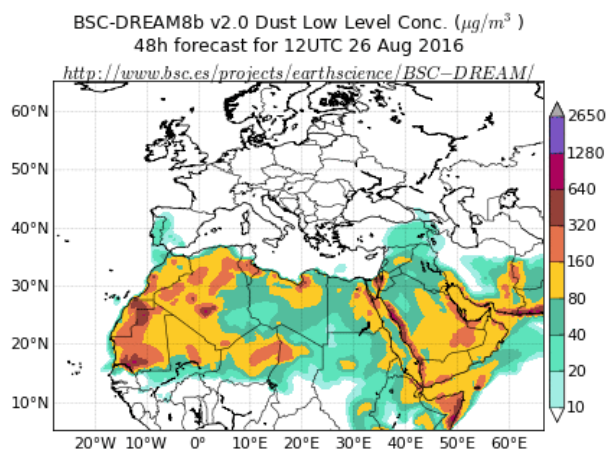 BSC-DREAM8b v2.0 Dust Low Level Conc. (μg/m³ )
48h forecast for 12UTC 26 Aug 2016
http://www.bsc.es/projects/earthscience/BSC−DREAM/
60°N
50°N
40°N
30°N
20°N
10°N
20°W 10°W 0° 10°E 20°E 30°E 40°E 50°E 60°E
2650
1280
640
320
160
80
40
20
10